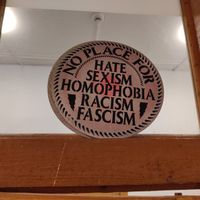 NO PLACE FOR
HATE
SEXISM
HOMOPHOBIA
RACISM
FASCISM